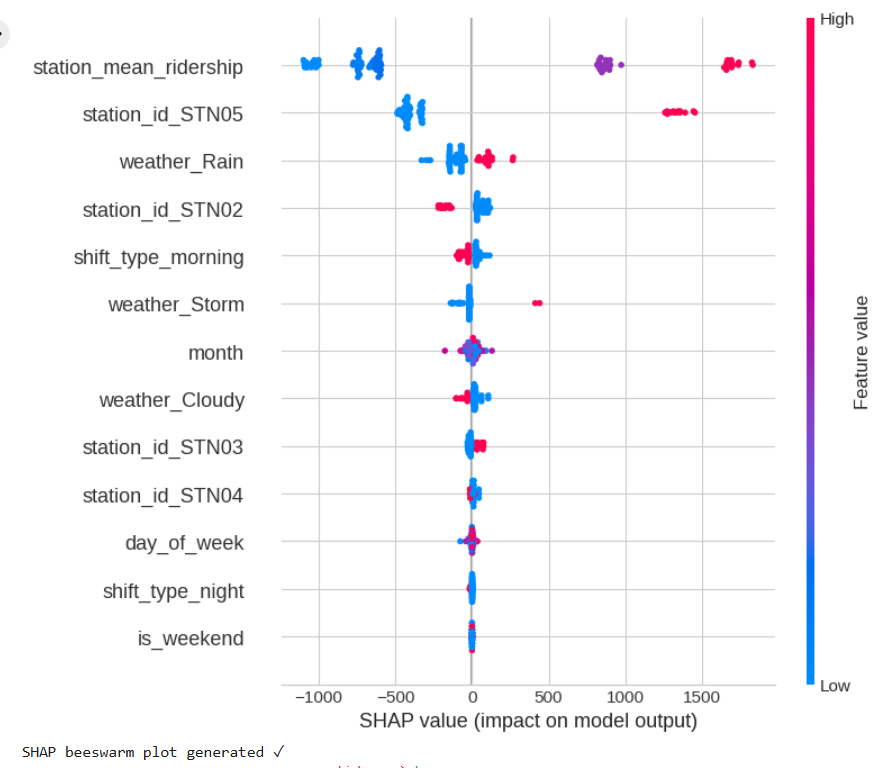 High
station_mean_ridership
station_id_STN05
weather_Rain
station_id_STN02
shift_type_morning
weather_Storm
month
weather_Cloudy
station_id_STN03
station_id_STN04
day_of_week
shift_type_night
is_weekend
Feature value
Low
−1000 −500 0 500 1000 1500
SHAP value (impact on model output)
SHAP beeswarm plot generated ✓